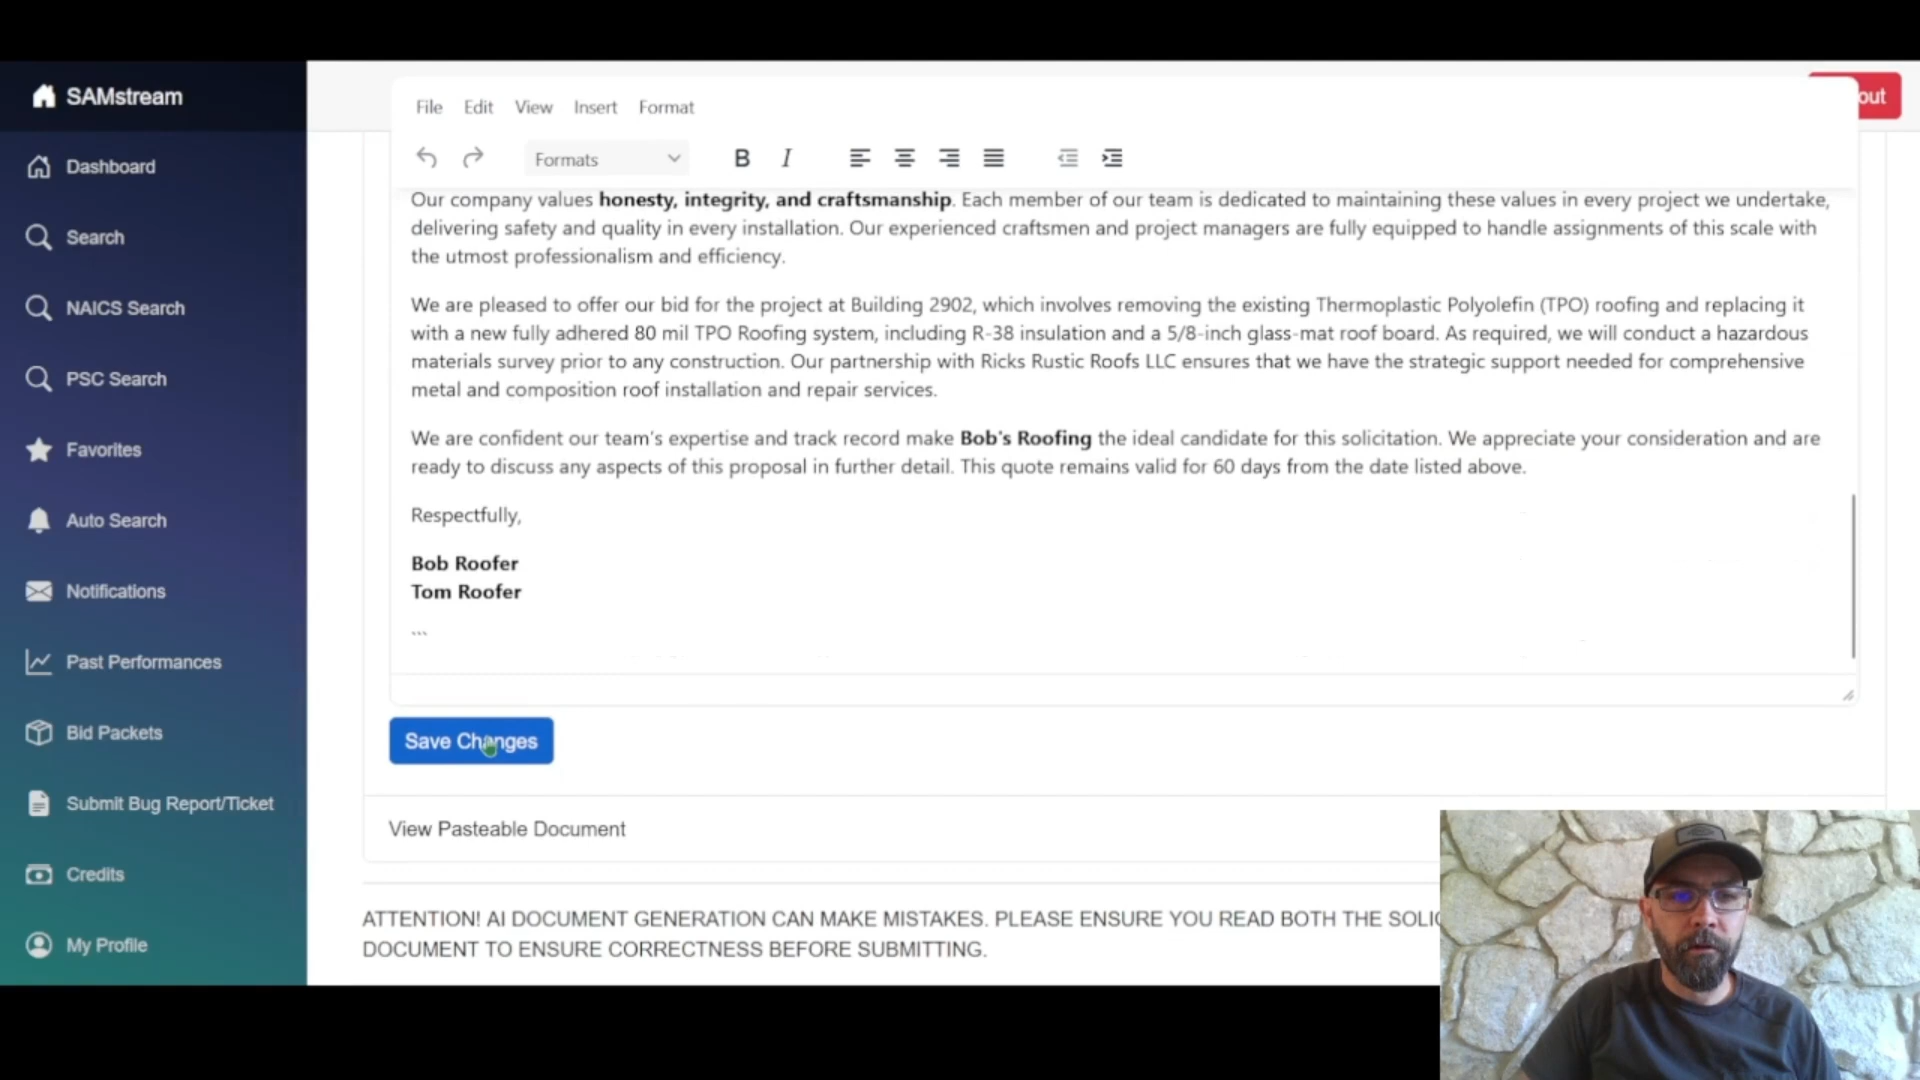 SAMstream
Dashboard
Search
NAICS Search
PSC Search
Favorites
Auto Search
Notifications
Past Performances
Bid Packets
Submit Bug Report/Ticket
Credits
My Profile
out
File Edit View Insert Format
Formats B I
Our company values honesty, integrity, and craftsmanship. Each member of our team is dedicated to maintaining these values in every project we undertake,
delivering safety and quality in every installation. Our experienced craftsmen and project managers are fully equipped to handle assignments of this scale with
the utmost professionalism and efficiency.
We are pleased to offer our bid for the project at Building 2902, which involves removing the existing Thermoplastic Polyolefin (TPO) roofing and replacing it
with a new fully adhered 80 mil TPO Roofing system, including R-38 insulation and a 5/8-inch glass-mat roof board. As required, we will conduct a hazardous
materials survey prior to any construction. Our partnership with Ricks Rustic Roofs LLC ensures that we have the strategic support needed for comprehensive
metal and composition roof installation and repair services.
We are confident our team's expertise and track record make Bob's Roofing the ideal candidate for this solicitation. We appreciate your consideration and are
ready to discuss any aspects of this proposal in further detail. This quote remains valid for 60 days from the date listed above.
Respectfully,
Bob Roofer
Tom Roofer
```
Save Changes
View Pasteable Document
ATTENTION! AI DOCUMENT GENERATION CAN MAKE MISTAKES. PLEASE ENSURE YOU READ BOTH THE SOLIC
DOCUMENT TO ENSURE CORRECTNESS BEFORE SUBMITTING.